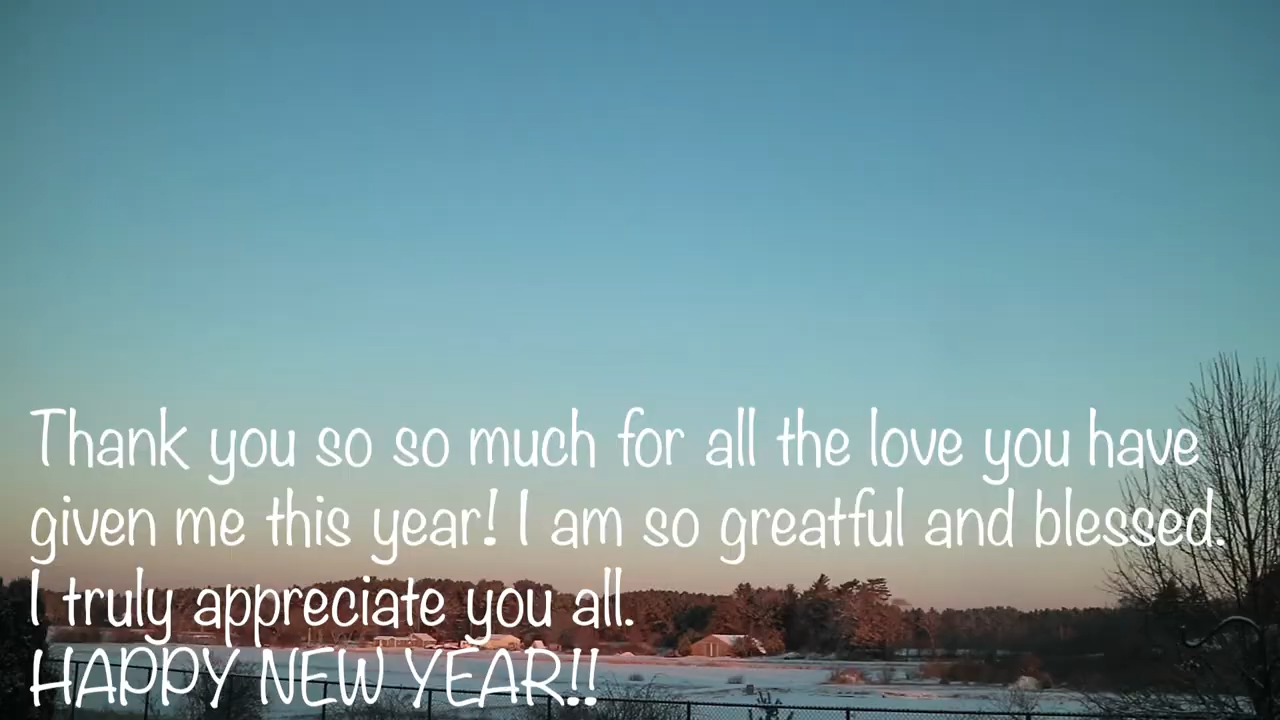 Thank you so so much for all the love you have
given me this year! I am so greatful and blessed.
I truly appreciate you all.
HAPPY NEW YEAR!!